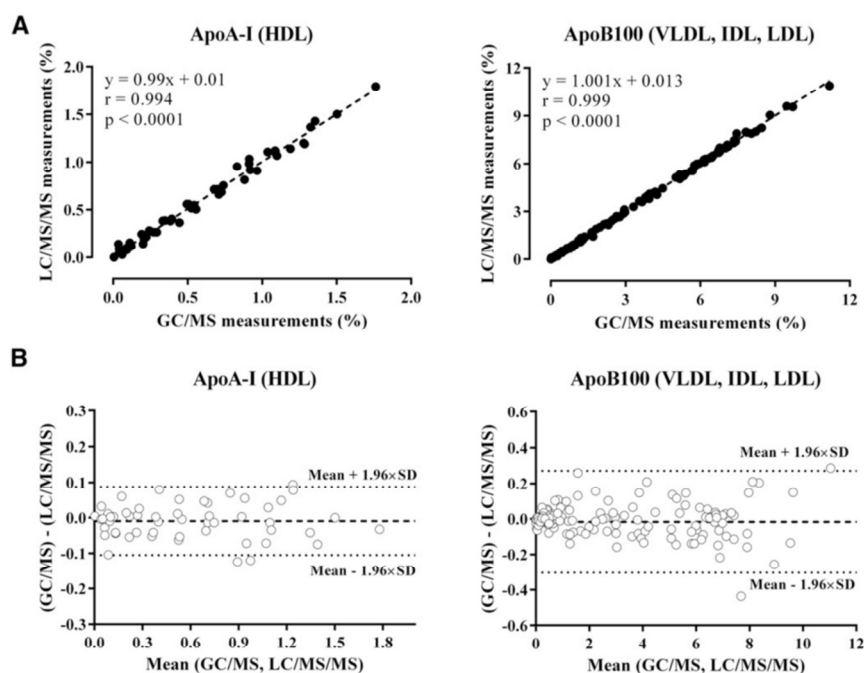 A
ApoA-I (HDL)
ApoB100 (VLDL, IDL, LDL)
y = 0.99x + 0.01
r = 0.994
p < 0.0001
LC/MS/MS measurements (%)
2.0
1.5
1.0
0.5
0.0
0.0 0.5 1.0 1.5 2.0
GC/MS measurements (%)
y = 1.001x + 0.013
r = 0.999
p < 0.0001
LC/MS/MS measurements (%)
12
9
6
3
0
0 3 6 9 12
GC/MS measurements (%)
B
ApoA-I (HDL)
ApoB100 (VLDL, IDL, LDL)
(GC/MS) - (LC/MS/MS)
0.3
0.2
0.1
0.0
-0.1
-0.2
-0.3
Mean + 1.96×SD
Mean - 1.96×SD
0.0 0.3 0.6 0.9 1.2 1.5 1.8
Mean (GC/MS, LC/MS/MS)
(GC/MS) - (LC/MS/MS)
0.6
0.4
0.2
0.0
-0.2
-0.4
-0.6
Mean + 1.96×SD
Mean - 1.96×SD
0 2 4 6 8 10 12
Mean (GC/MS, LC/MS/MS)